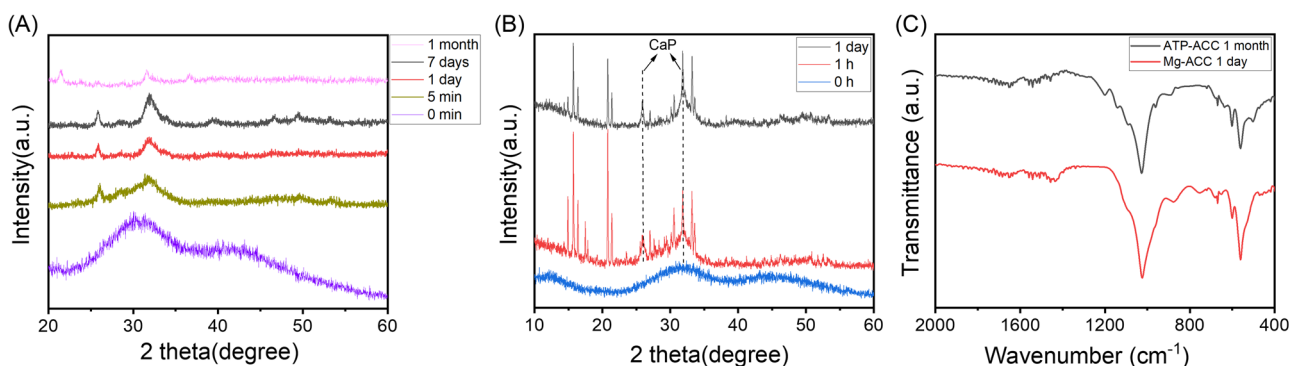 (A)
1 month
7 days
1 day
5 min
0 min
Intensity(a.u.)
20 30 40 50 60
2 theta(degree)
(B)
CaP
1 day
1 h
0 h
Intensity(a.u.)
10 20 30 40 50 60
2 theta(degree)
(C)
ATP-ACC 1 month
Mg-ACC 1 day
Transmittance (a.u.)
2000 1600 1200 800 400
Wavenumber (cm⁻¹)